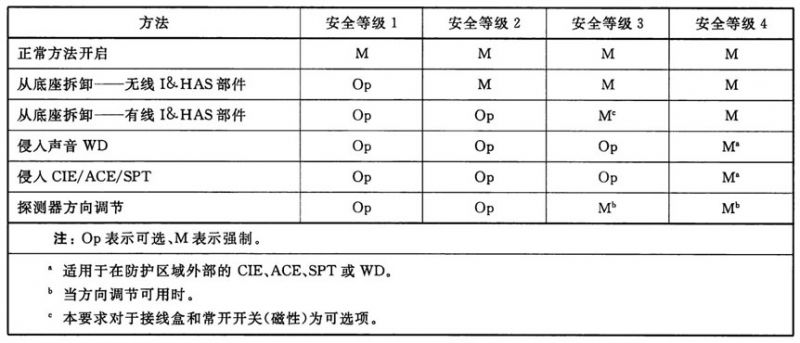 方法 安全等级 1 安全等级 2 安全等级 3 安全等级 4
正常方法开启 M M M M
从底座拆卸——无线 I&HAS 部件 Op M M M
从底座拆卸——有线 I&HAS 部件 Op Op Mᶜ M
侵入声音 WD Op Op Op Mᵃ
侵入 CIE/ACE/SPT Op Op Op Mᵃ
探测器方向调节 Op Op Mᵇ Mᵇ
注：Op 表示可选、M 表示强制。
ᵃ 适用于在防护区域外部的 CIE、ACE、SPT 或 WD。
ᵇ 当方向调节可用时。
ᶜ 本要求对于接线盒和常开开关(磁性)为可选项。